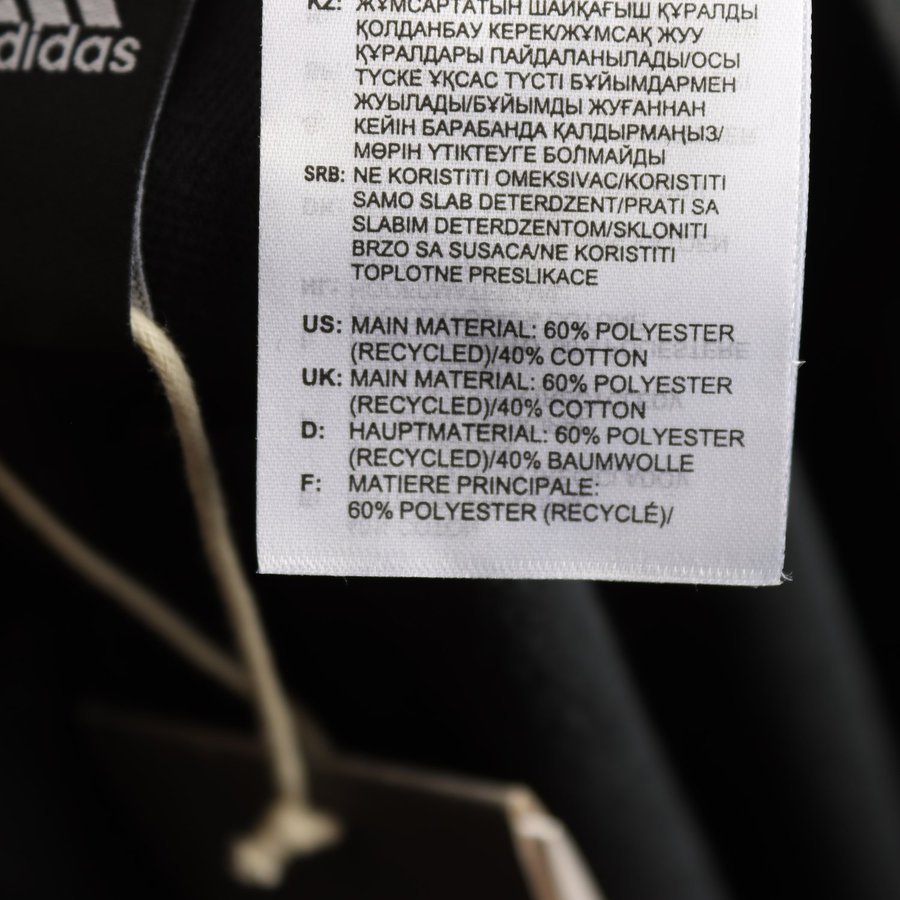 adidas
KZ: ЖҰМСАРТАТЫН ШАЙҚАҒЫШ ҚҰРАЛДЫ
ҚОЛДАНБАУ КЕРЕК/ЖҰМСАҚ ЖУУ
ҚҰРАЛДАРЫ ПАЙДАЛАНЫЛАДЫ/ОСЫ
ТҮСКЕ ҰҚСАС ТҮСТІ БҰЙЫМДАРМЕН
ЖУЫЛАДЫ/БҰЙЫМДЫ ЖУҒАННАН
КЕЙІН БАРАБАНДА ҚАЛДЫРМАҢЫЗ/
МӨРІН ҮТІКТЕУГЕ БОЛМАЙДЫ
SRB: NE KORISTITI OMEKSIVAC/KORISTITI
SAMO SLAB DETERDZENT/PRATI SA
SLABIM DETERDZENTOM/SKLONITI
BRZO SA SUSACA/NE KORISTITI
TOPLOTNE PRESLIKACE
US: MAIN MATERIAL: 60% POLYESTER
(RECYCLED)/40% COTTON
UK: MAIN MATERIAL: 60% POLYESTER
(RECYCLED)/40% COTTON
D: HAUPTMATERIAL: 60% POLYESTER
(RECYCLED)/40% BAUMWOLLE
F: MATIERE PRINCIPALE:
60% POLYESTER (RECYCLÉ)/